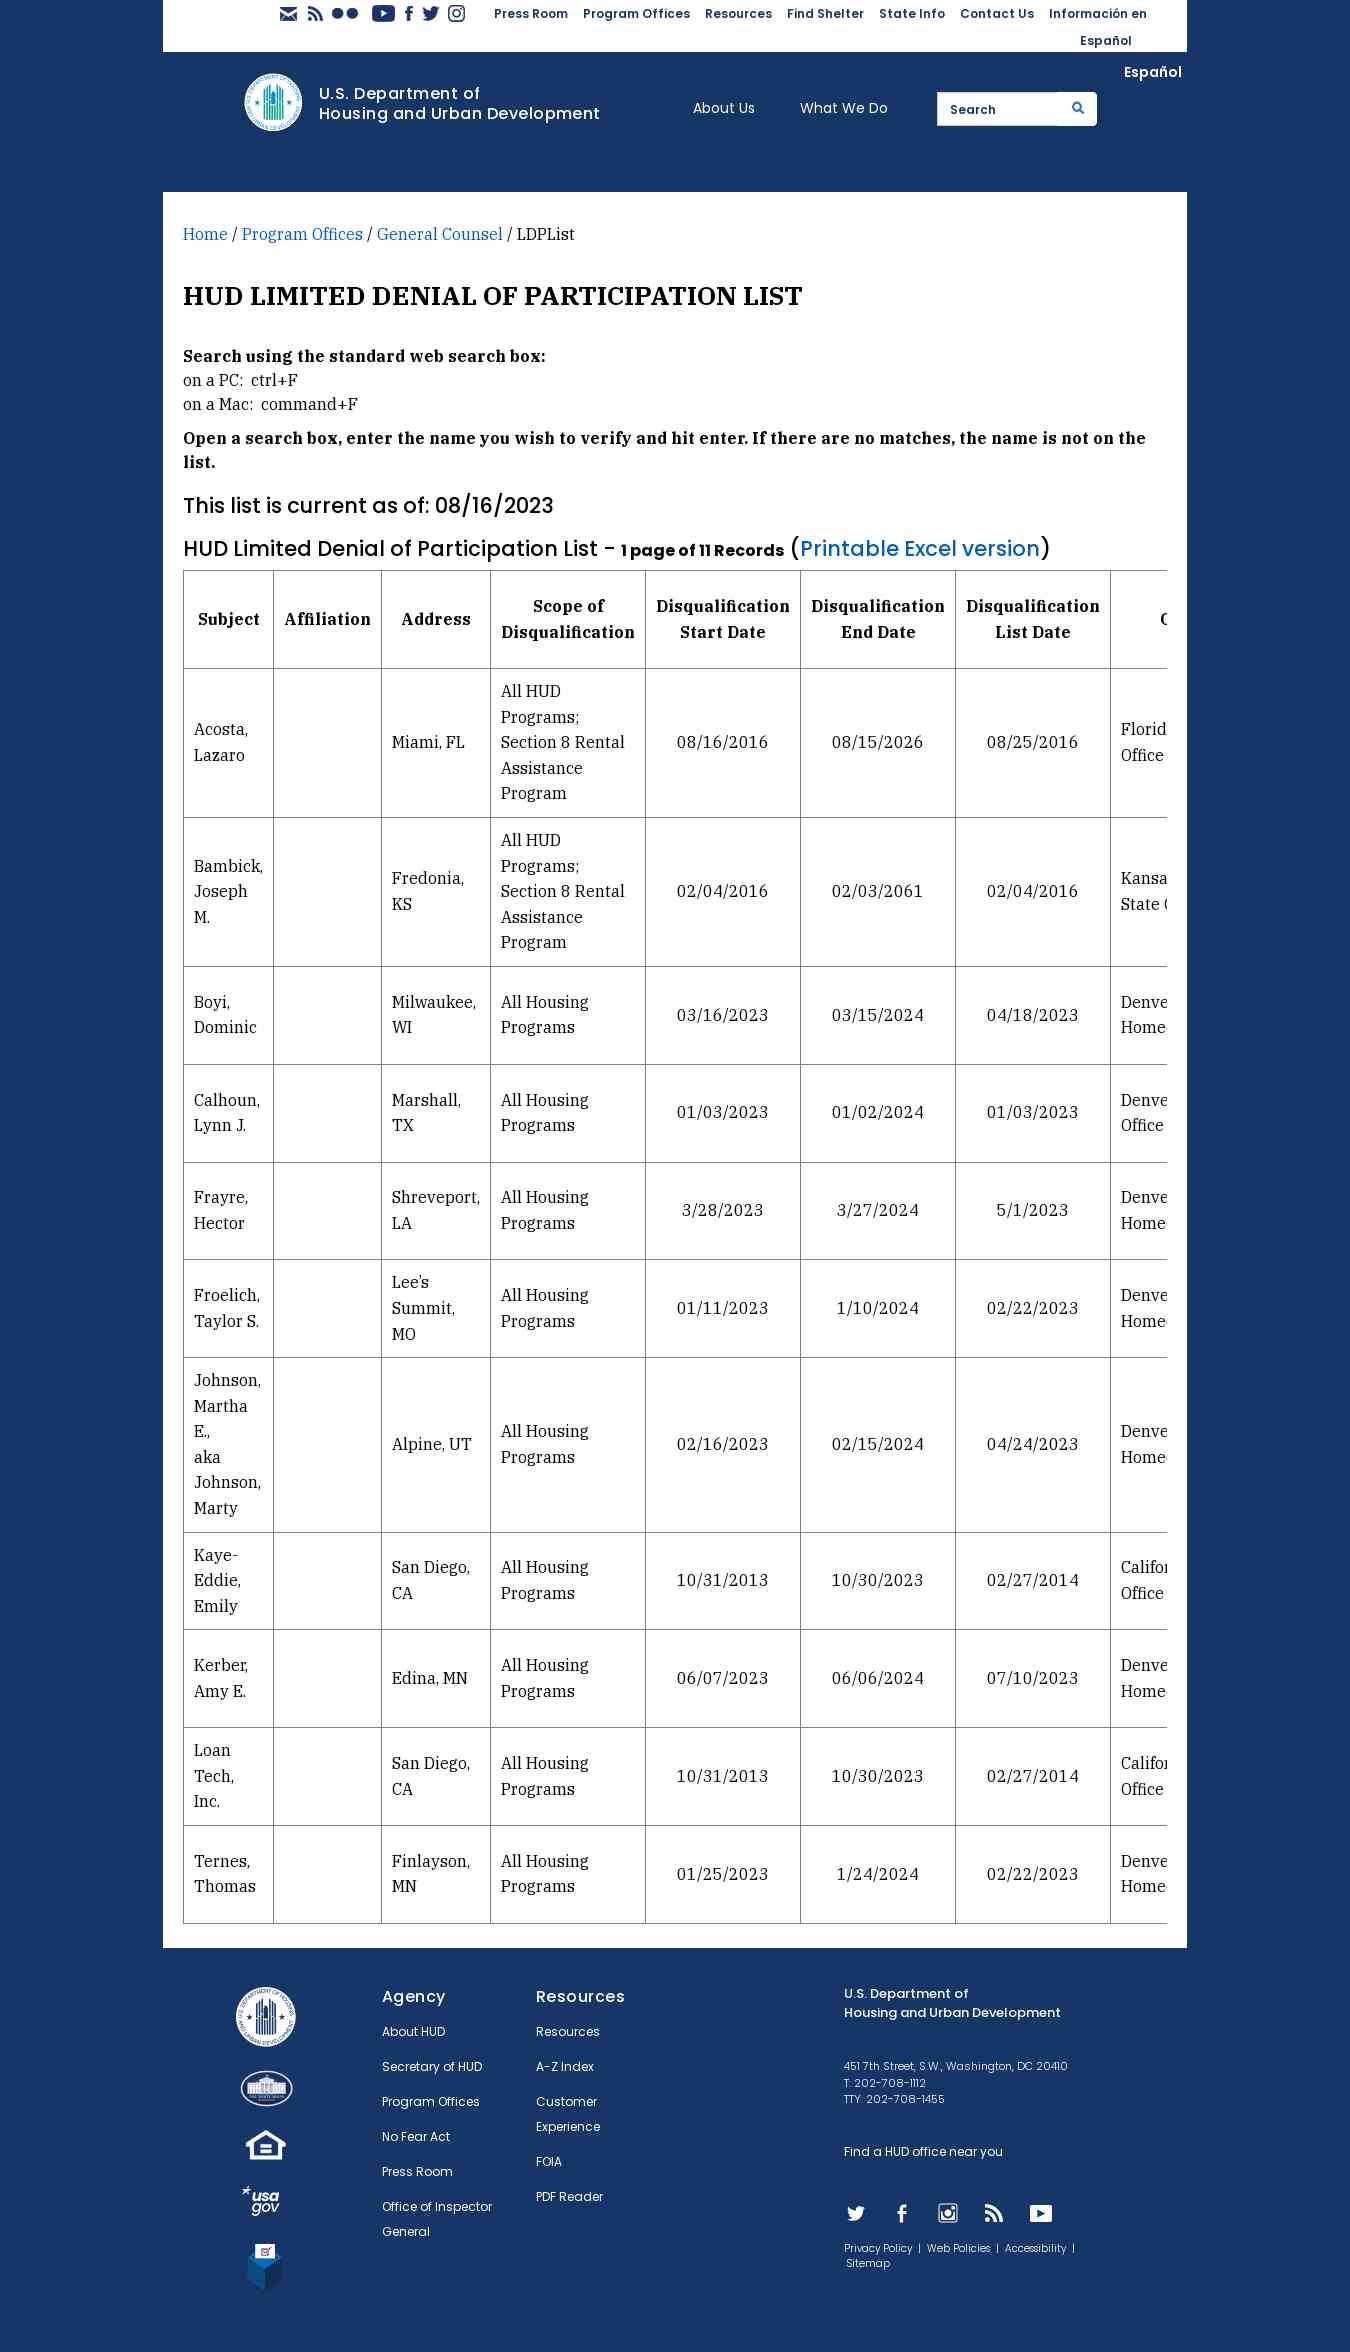 Press Room Program Offices Resources Find Shelter State Info Contact Us Información en
Español
Español
U.S. Department of
Housing and Urban Development
About Us What We Do Search
Home / Program Offices / General Counsel / LDPList
HUD LIMITED DENIAL OF PARTICIPATION LIST
Search using the standard web search box:
on a PC: ctrl+F
on a Mac: command+F
Open a search box, enter the name you wish to verify and hit enter. If there are no matches, the name is not on the
list.
This list is current as of: 08/16/2023
HUD Limited Denial of Participation List - 1 page of 11 Records (Printable Excel version)
Subject
Affiliation
Address
Scope of
Disqualification
Disqualification
Start Date
Disqualification
End Date
Disqualification
List Date
Acosta,
Lazaro
Miami, FL
All HUD
Programs;
Section 8 Rental
Assistance
Program
08/16/2016
08/15/2026
08/25/2016
Florid
Office
Bambick,
Joseph
M.
Fredonia,
KS
All HUD
Programs;
Section 8 Rental
Assistance
Program
02/04/2016
02/03/2061
02/04/2016
Kansa
State
Boyi,
Dominic
Milwaukee,
WI
All Housing
Programs
03/16/2023
03/15/2024
04/18/2023
Denve
Home
Calhoun,
Lynn J.
Marshall,
TX
All Housing
Programs
01/03/2023
01/02/2024
01/03/2023
Denve
Office
Frayre,
Hector
Shreveport,
LA
All Housing
Programs
3/28/2023
3/27/2024
5/1/2023
Denve
Home
Froelich,
Taylor S.
Lee's
Summit,
MO
All Housing
Programs
01/11/2023
1/10/2024
02/22/2023
Denve
Home
Johnson,
Martha
E.,
aka
Johnson,
Marty
Alpine, UT
All Housing
Programs
02/16/2023
02/15/2024
04/24/2023
Denve
Home
Kaye-
Eddie,
Emily
San Diego,
CA
All Housing
Programs
10/31/2013
10/30/2023
02/27/2014
Califor
Office
Kerber,
Amy E.
Edina, MN
All Housing
Programs
06/07/2023
06/06/2024
07/10/2023
Denve
Home
Loan
Tech,
Inc.
San Diego,
CA
All Housing
Programs
10/31/2013
10/30/2023
02/27/2014
Califor
Office
Ternes,
Thomas
Finlayson,
MN
All Housing
Programs
01/25/2023
1/24/2024
02/22/2023
Denve
Home
Agency
About HUD
Secretary of HUD
Program Offices
No Fear Act
Press Room
Office of Inspector
General
Resources
Resources
A-Z Index
Customer
Experience
FOIA
PDF Reader
U.S. Department of
Housing and Urban Development
451 7th Street, S.W., Washington, DC 20410
T: 202-708-1112
TTY: 202-708-1455
Find a HUD office near you
Privacy Policy | Web Policies | Accessibility |
Sitemap
usa
gov